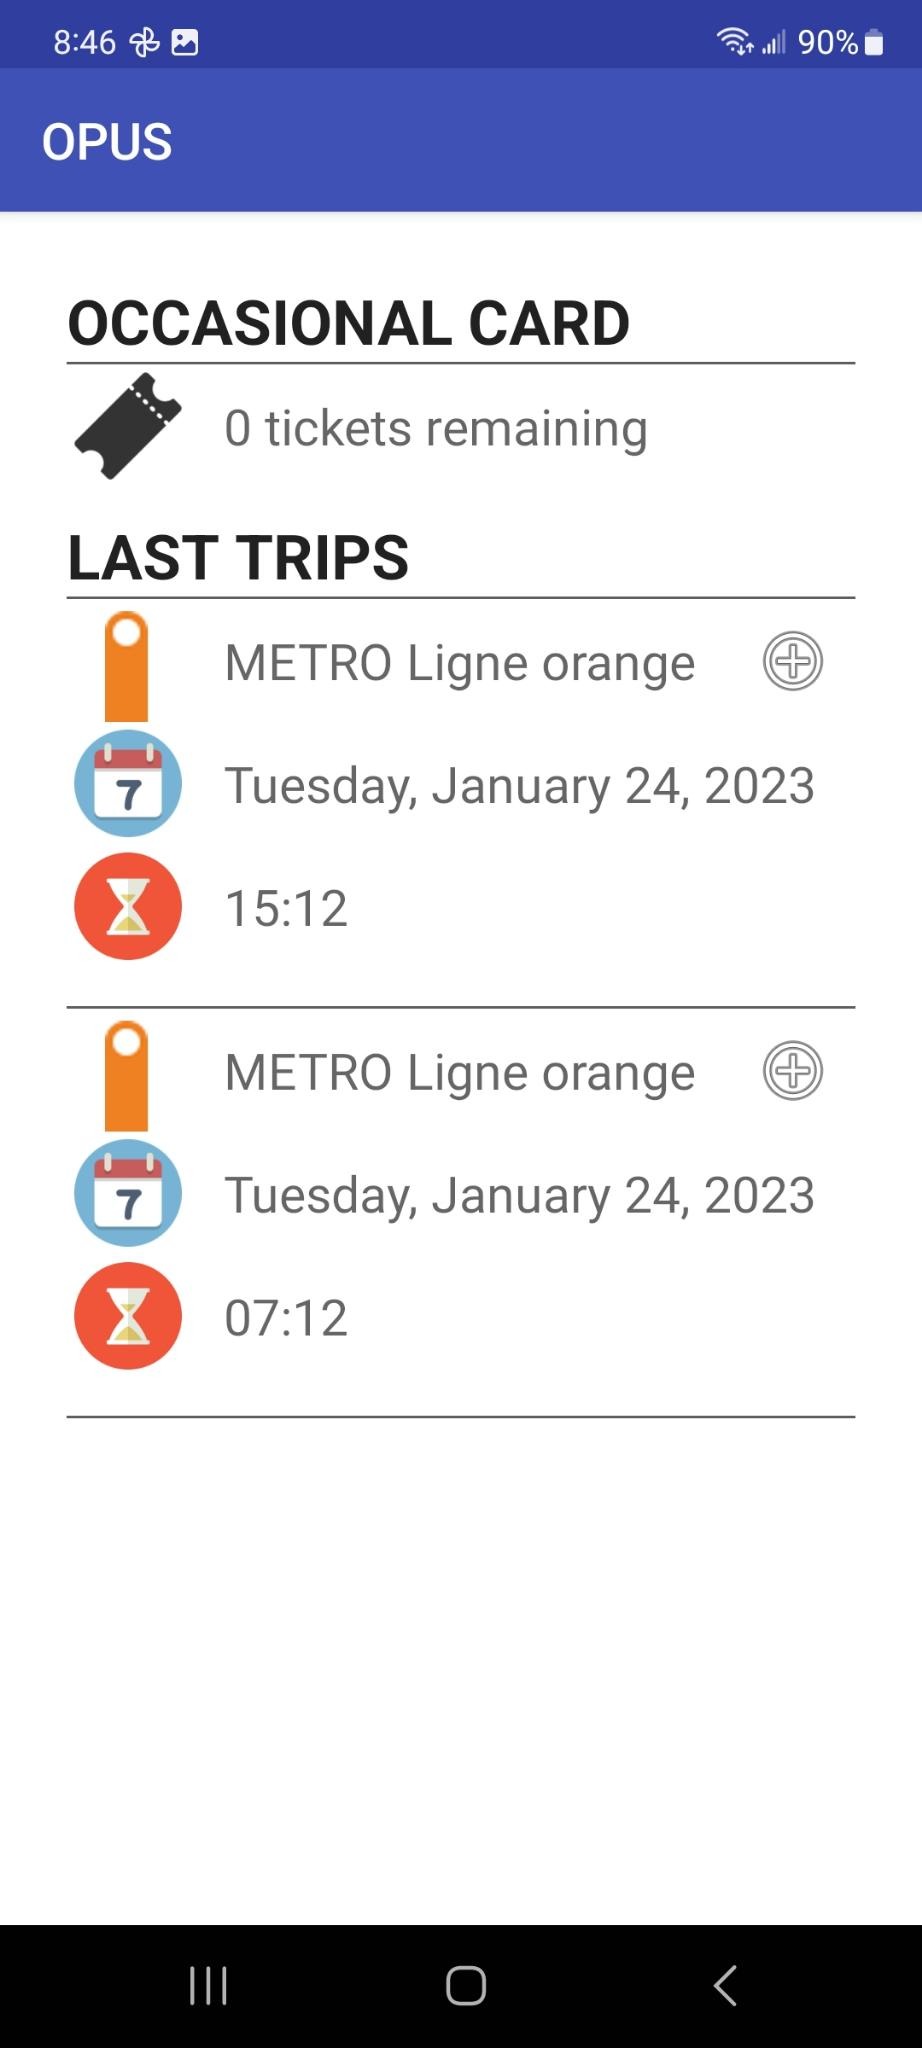 8:46 90%
OPUS
OCCASIONAL CARD
0 tickets remaining
LAST TRIPS
METRO Ligne orange
7 Tuesday, January 24, 2023
15:12
METRO Ligne orange
7 Tuesday, January 24, 2023
07:12